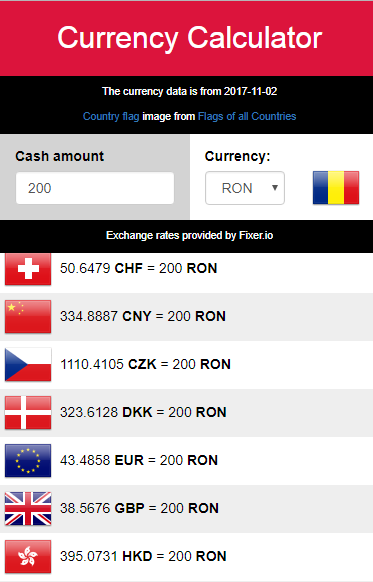 Currency Calculator
The currency data is from 2017-11-02
Country flag image from Flags of all Countries
Cash amount
200
Currency:
RON
Exchange rates provided by Fixer.io
50.6479 CHF = 200 RON
334.8887 CNY = 200 RON
1110.4105 CZK = 200 RON
323.6128 DKK = 200 RON
43.4858 EUR = 200 RON
38.5676 GBP = 200 RON
395.0731 HKD = 200 RON